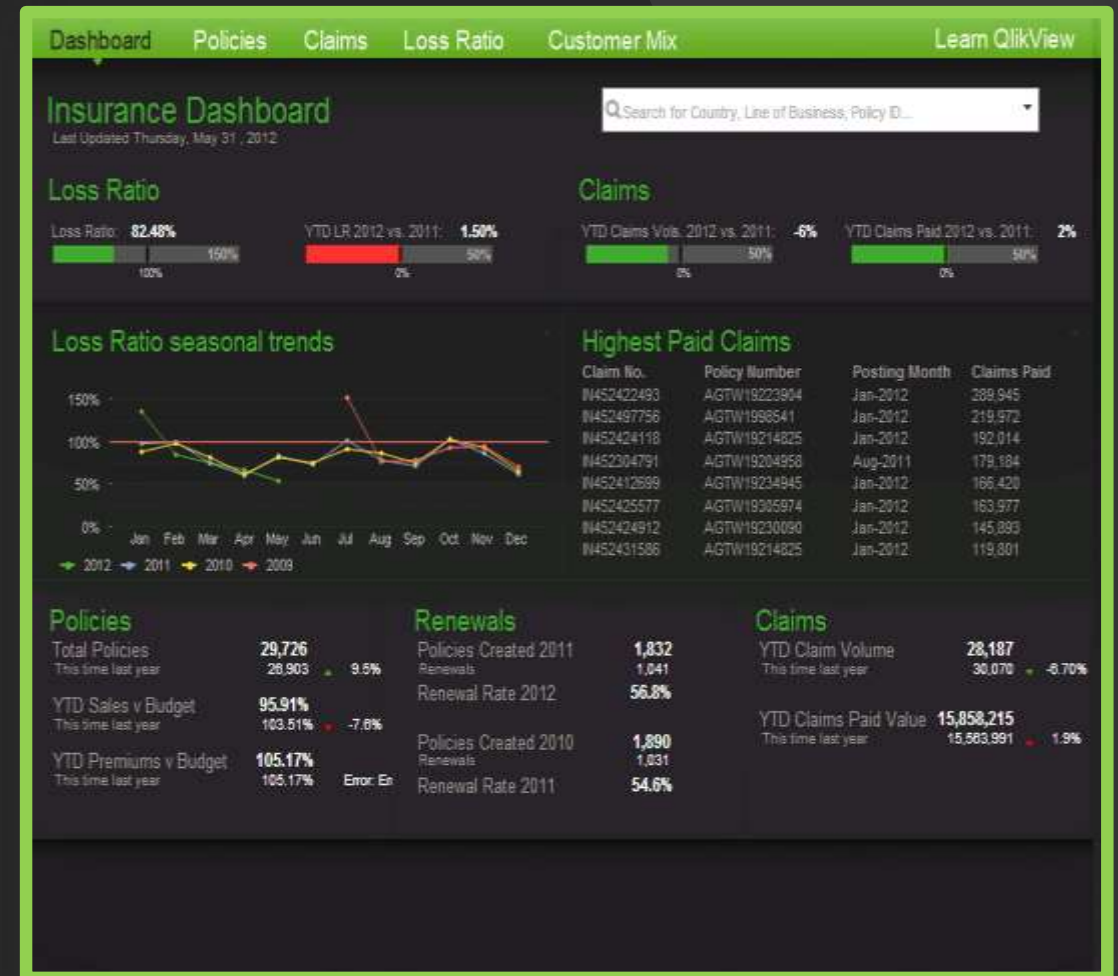 Dashboard Policies Claims Loss Ratio Customer Mix Learn QlikView
Insurance Dashboard
Last Updated Thursday, May 31 , 2012
Search for Country, Line of Business, Policy ID...
Loss Ratio
Loss Ratio: 82.48%
150%
100%
YTD LR 2012 vs. 2011: 1.50%
50%
0%
Claims
YTD Claims Vols. 2012 vs. 2011: -6%
50%
0%
YTD Claims Paid 2012 vs. 2011: 2%
50%
0%
Loss Ratio seasonal trends
150%
100%
50%
0%
Jan Feb Mar Apr May Jun Jul Aug Sep Oct Nov Dec
2012 2011 2010 2009
Highest Paid Claims
Claim No. Policy Number Posting Month Claims Paid
IN452422493 AGTW19223904 Jan-2012 289,945
IN452497756 AGTW1998541 Jan-2012 219,972
IN452424118 AGTW19214825 Jan-2012 192,014
IN452304791 AGTW19204958 Aug-2011 179,184
IN452412699 AGTW19234945 Jan-2012 166,420
IN452425577 AGTW19305974 Jan-2012 163,977
IN452424912 AGTW19230090 Jan-2012 145,893
IN452431586 AGTW19214825 Jan-2012 119,801
Policies
Total Policies 29,726
This time last year 26,903 9.5%
YTD Sales v Budget 95.91%
This time last year 103.51% -7.6%
YTD Premiums v Budget 105.17%
This time last year 105.17% Error: Er
Renewals
Policies Created 2011 1,832
Renewals 1,041
Renewal Rate 2012 56.8%
Policies Created 2010 1,890
Renewals 1,031
Renewal Rate 2011 54.6%
Claims
YTD Claim Volume 28,187
This time last year 30,070 -6.70%
YTD Claims Paid Value 15,858,215
This time last year 15,563,991 1.9%